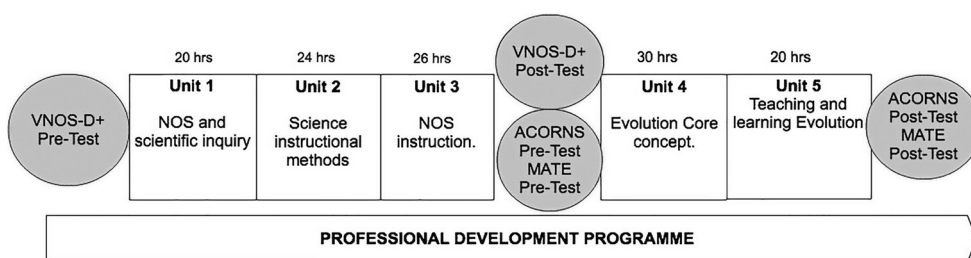 VNOS-D+
Pre-Test
20 hrs
Unit 1
NOS and
scientific inquiry
24 hrs
Unit 2
Science
instructional
methods
26 hrs
Unit 3
NOS
instruction.
VNOS-D+
Post-Test
ACORNS
Pre-Test
MATE
Pre-Test
30 hrs
Unit 4
Evolution Core
concept.
20 hrs
Unit 5
Teaching and
learning Evolution
ACORNS
Post-Test
MATE
Post-Test
PROFESSIONAL DEVELOPMENT PROGRAMME